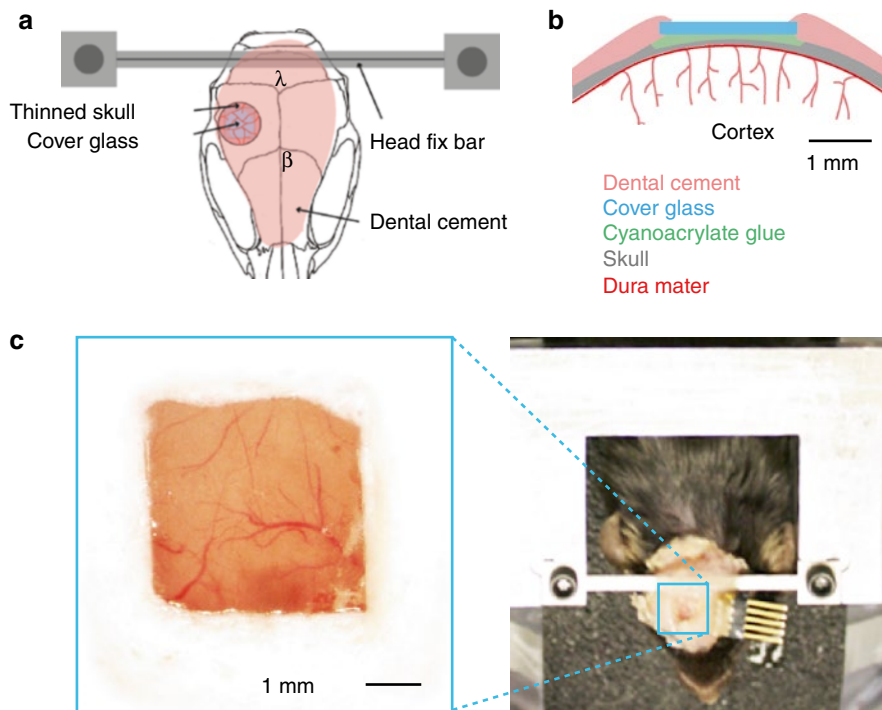 a
λ
Thinned skull
Cover glass
Head fix bar
β
Dental cement
b
Cortex
1 mm
Dental cement
Cover glass
Cyanoacrylate glue
Skull
Dura mater
c
1 mm